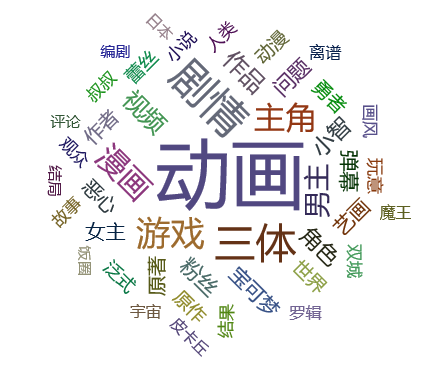 日本
小说
人类
编剧
蕾丝
动漫
离谱
剧情
作品
问题
叔叔
视频
勇者
画风
评论
作者
主角
小智
观众
漫画
动画
弹幕
玩意
结局
恶心
男主
艺画
魔王
故事
女主
游戏
三体
角色
双城
饭圈
泛式
原著
粉丝
宝可梦
世界
宇宙
原作
皮卡丘
结果
罗辑